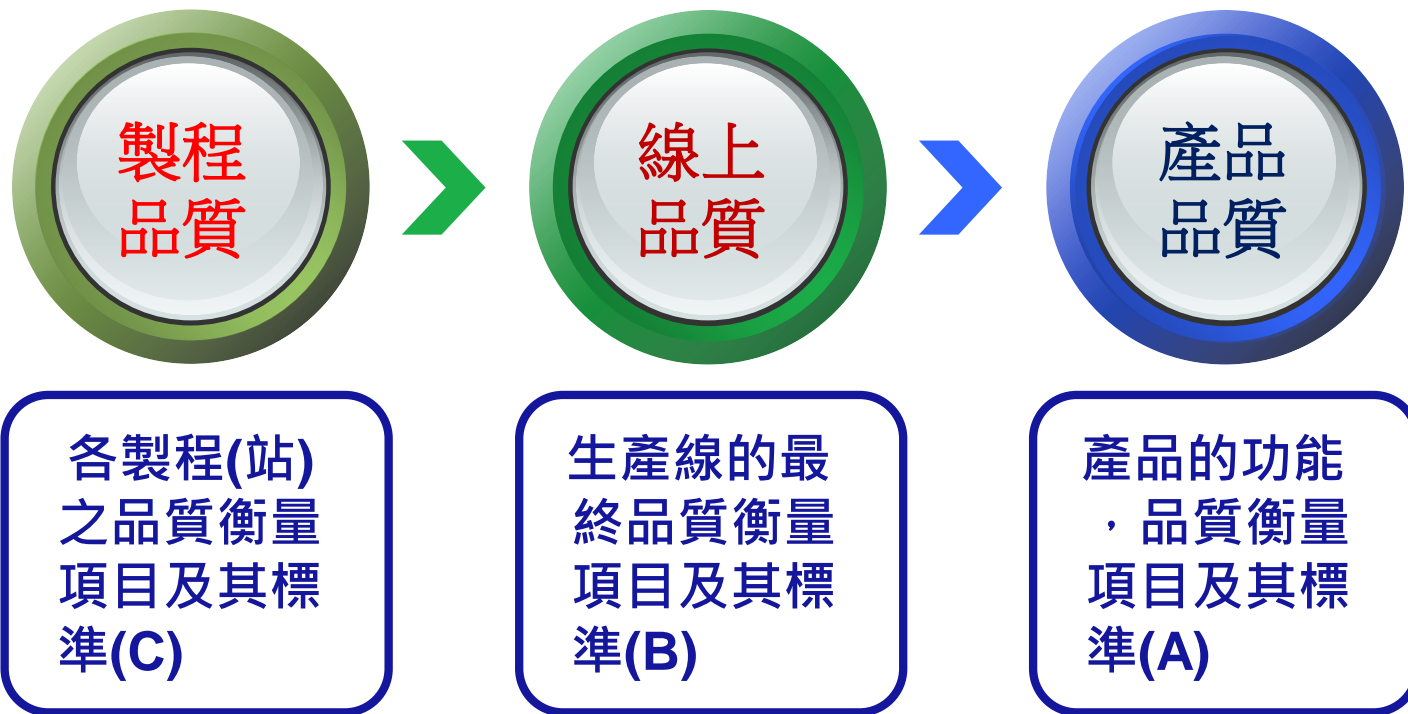 製程
品質
線上
品質
產品
品質
各製程(站)
之品質衡量
項目及其標
準(C)
生產線的最
終品質衡量
項目及其標
準(B)
產品的功能
，品質衡量
項目及其標
準(A)